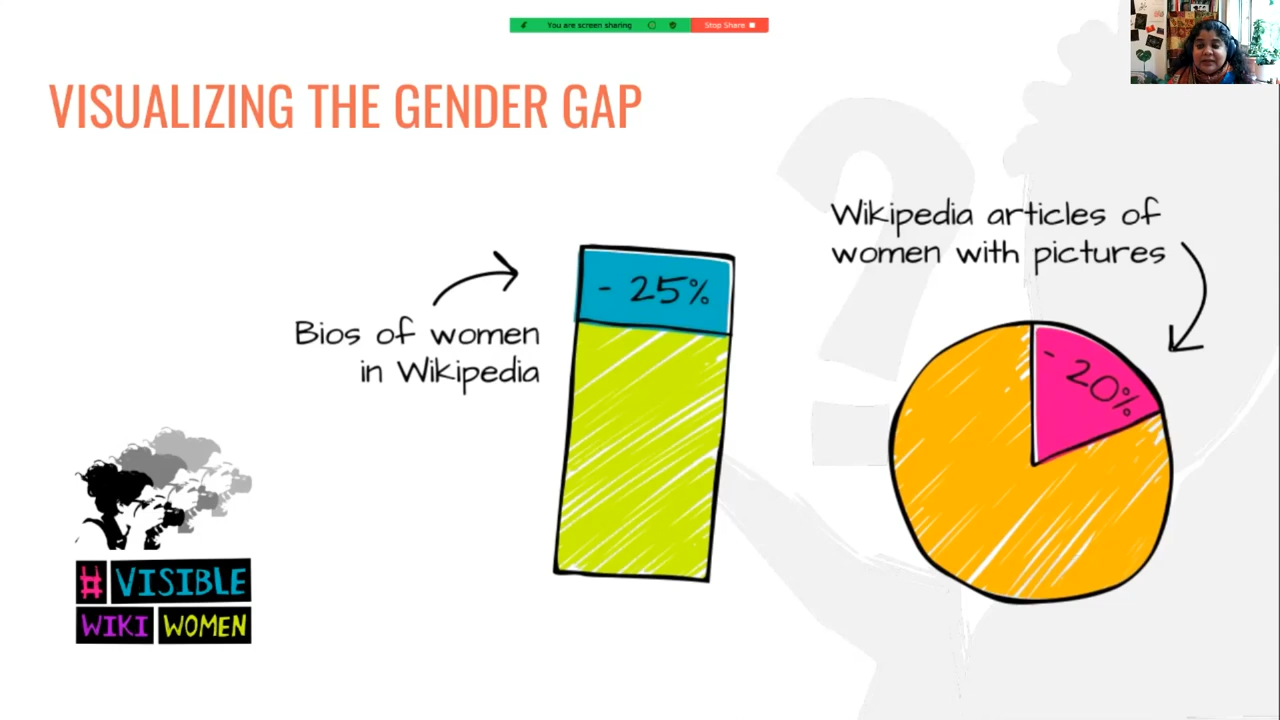 You are screen sharing Stop Share
VISUALIZING THE GENDER GAP
Wikipedia articles of
women with pictures
- 25%
Bios of women
in Wikipedia
- 20%
# VISIBLE
WIKI WOMEN